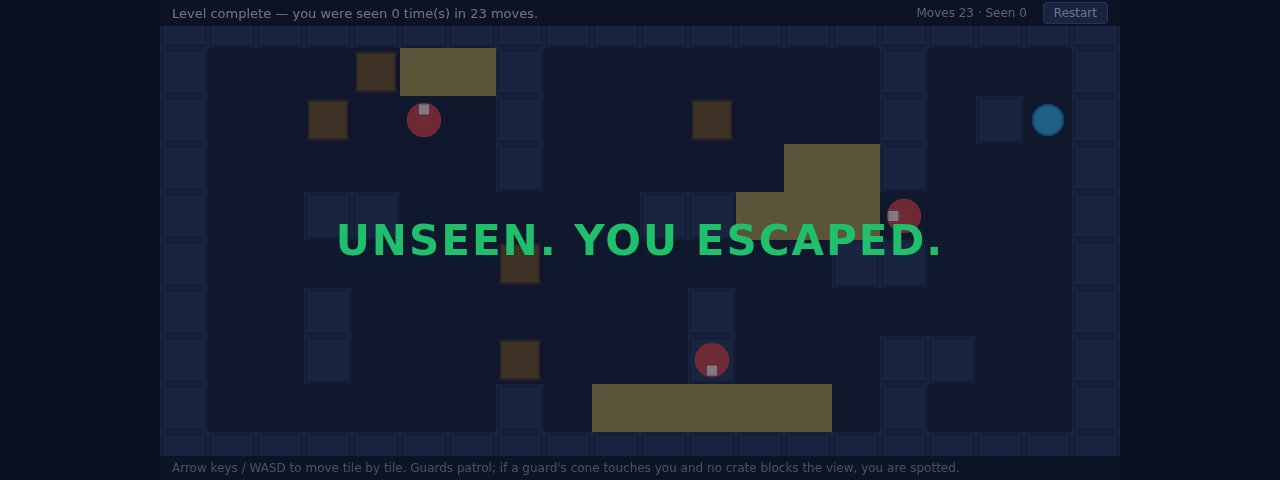 Level complete — you were seen 0 time(s) in 23 moves.
Moves 23 · Seen 0
Restart
UNSEEN. YOU ESCAPED.
Arrow keys / WASD to move tile by tile. Guards patrol; if a guard's cone touches you and no crate blocks the view, you are spotted.